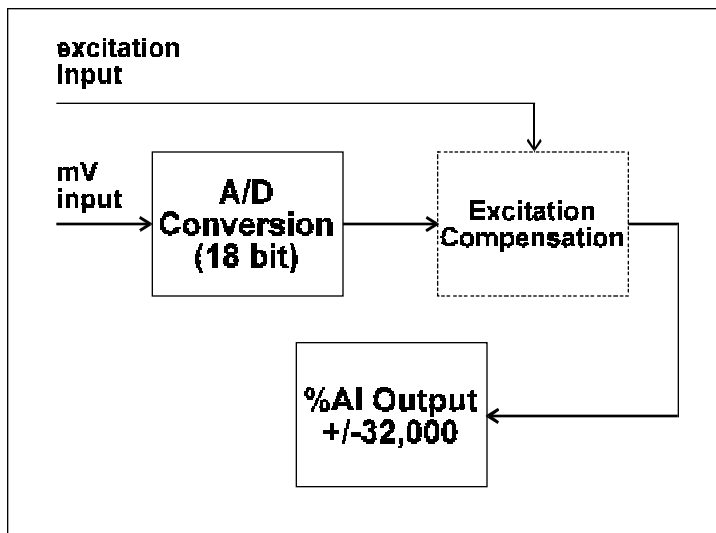 excitation
Input
mV
input
A/D
Conversion
(18 bit)
Excitation
Compensation
%AI Output
+/-32,000